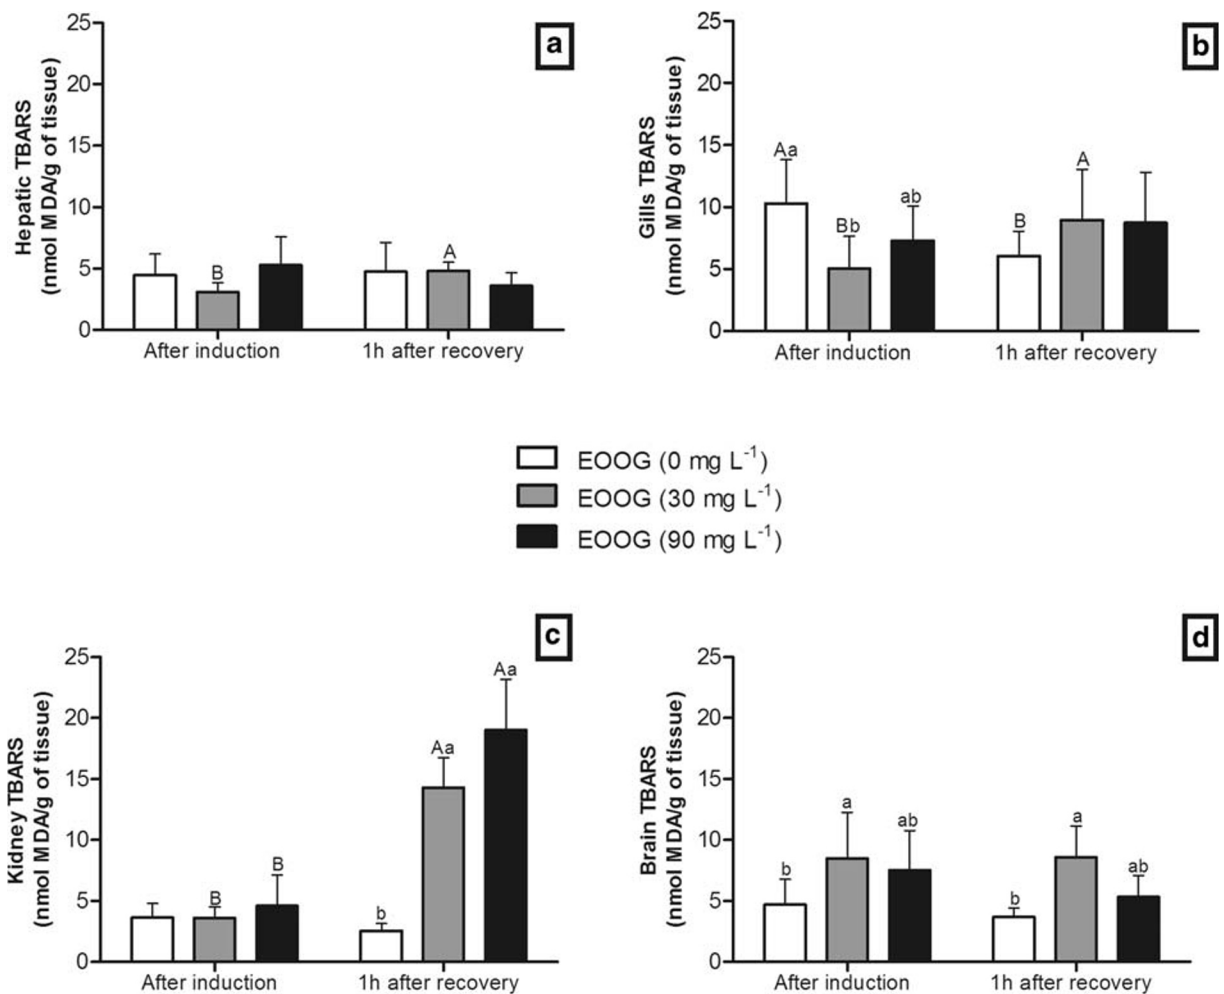 a
Hepatic TBARS
(nmol MDA/g of tissue)
25
20
15
10
5
0
B
A
After induction
1h after recovery
b
Gills TBARS
(nmol MDA/g of tissue)
25
20
15
10
5
0
Aa
Bb
ab
B
A
After induction
1h after recovery
EOOG (0 mg L⁻¹)
EOOG (30 mg L⁻¹)
EOOG (90 mg L⁻¹)
c
Kidney TBARS
(nmol MDA/g of tissue)
25
20
15
10
5
0
B
B
b
Aa
Aa
After induction
1h after recovery
d
Brain TBARS
(nmol MDA/g of tissue)
25
20
15
10
5
0
b
a
ab
b
a
ab
After induction
1h after recovery